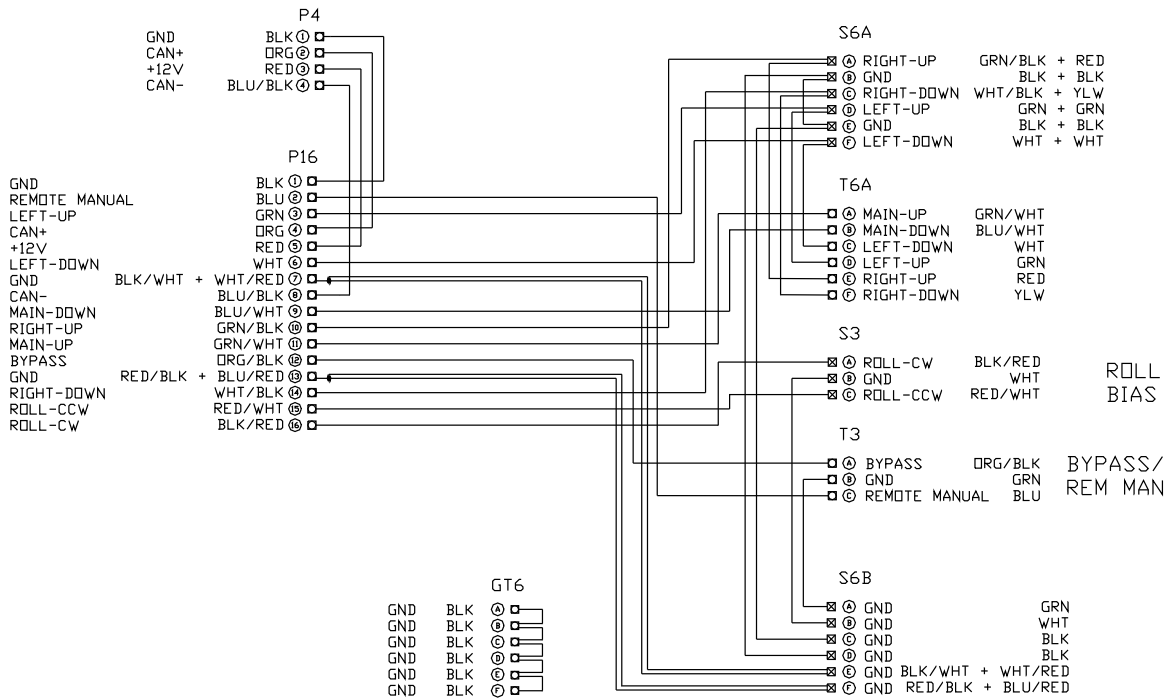 P4
GND BLK 1
CAN+ ORG 2
+12V RED 3
CAN- BLU/BLK 4
P16
GND BLK 1
REMOTE MANUAL BLU 2
LEFT-UP GRN 3
CAN+ ORG 4
+12V RED 5
LEFT-DOWN WHT 6
GND BLK/WHT + WHT/RED 7
CAN- BLU/BLK 8
MAIN-DOWN BLU/WHT 9
RIGHT-UP GRN/BLK 10
MAIN-UP GRN/WHT 11
BYPASS ORG/BLK 12
GND RED/BLK + BLU/RED 13
RIGHT-DOWN WHT/BLK 14
ROLL-CCW RED/WHT 15
ROLL-CW BLK/RED 16
GT6
GND BLK A
GND BLK B
GND BLK C
GND BLK D
GND BLK E
GND BLK F
S6A
A RIGHT-UP GRN/BLK + RED
B GND BLK + BLK
C RIGHT-DOWN WHT/BLK + YLW
D LEFT-UP GRN + GRN
E GND BLK + BLK
F LEFT-DOWN WHT + WHT
T6A
A MAIN-UP GRN/WHT
B MAIN-DOWN BLU/WHT
C LEFT-DOWN WHT
D LEFT-UP GRN
E RIGHT-UP RED
F RIGHT-DOWN YLW
S3
A ROLL-CW BLK/RED
B GND WHT
C ROLL-CCW RED/WHT
ROLL
BIAS
T3
A BYPASS ORG/BLK
B GND GRN
C REMOTE MANUAL BLU
BYPASS/
REM MAN
S6B
A GND GRN
B GND WHT
C GND BLK
D GND BLK
E GND BLK/WHT + WHT/RED
F GND RED/BLK + BLU/RED